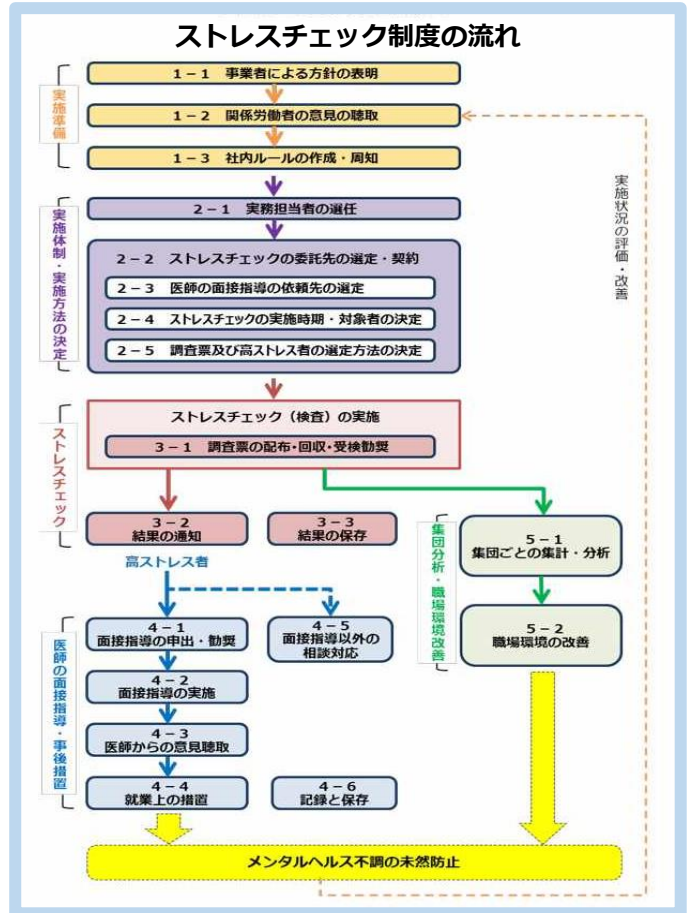 ストレスチェック制度の流れ
実施準備
1－1　事業者による方針の表明
1－2　関係労働者の意見の聴取
1－3　社内ルールの作成・周知
実施体制・実施方法の決定
2－1　実務担当者の選任
2－2　ストレスチェックの委託先の選定・契約
2－3　医師の面接指導の依頼先の選定
2－4　ストレスチェックの実施時期・対象者の決定
2－5　調査票及び高ストレス者の選定方法の決定
実施状況の評価・改善
ストレスチェック
ストレスチェック（検査）の実施
3－1　調査票の配布・回収・受検勧奨
3－2
結果の通知
3－3
結果の保存
集団分析・職場環境改善
5－1
集団ごとの集計・分析
5－2
職場環境の改善
高ストレス者
医師の面接指導・事後措置
4－1
面接指導の申出・勧奨
4－5
面接指導以外の
相談対応
4－2
面接指導の実施
4－3
医師からの意見聴取
4－4
就業上の措置
4－6
記録と保存
メンタルヘルス不調の未然防止